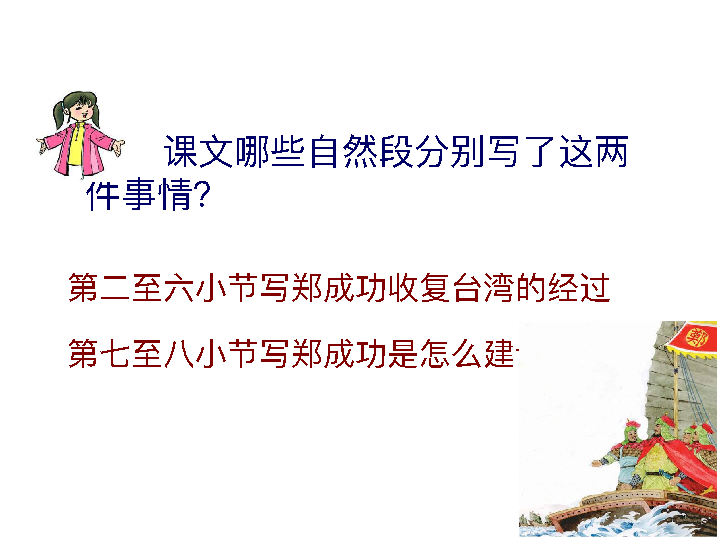 课文哪些自然段分别写了这两
件事情?
第二至六小节写郑成功收复台湾的经过
第七至八小节写郑成功是怎么建